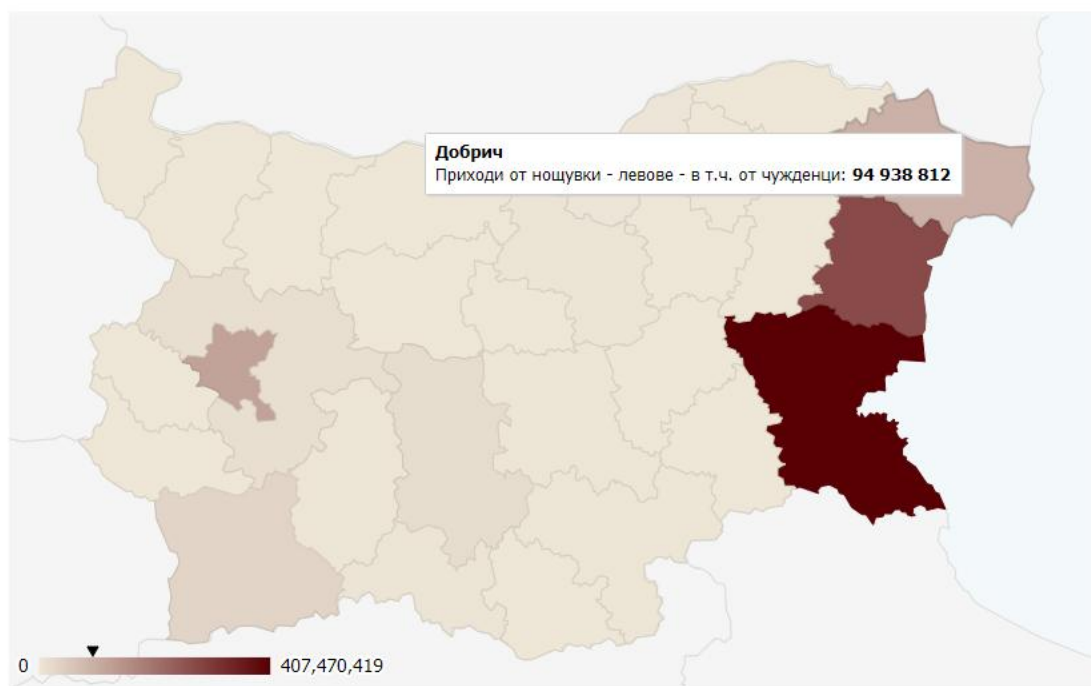 Добрич
Приходи от нощувки - левове - в т.ч. от чужденци: 94 938 812
0 407,470,419